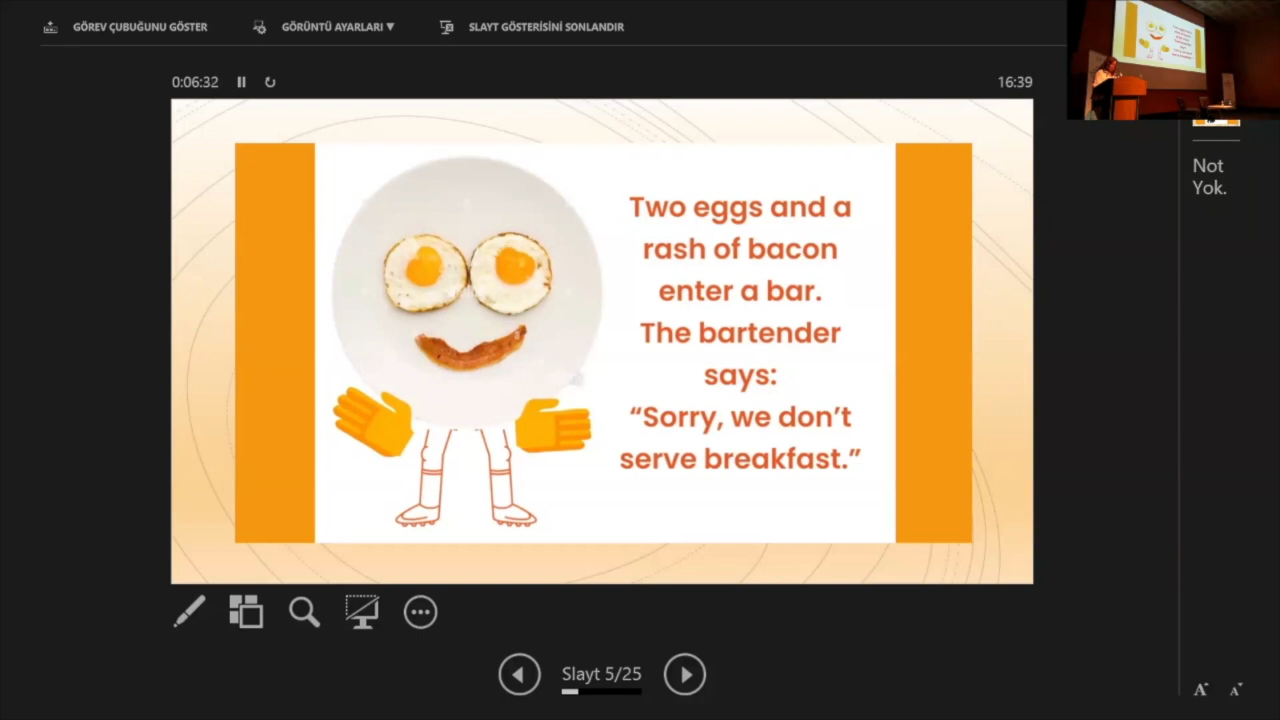 GÖREV ÇUBUĞUNU GÖSTER
GÖRÜNTÜ AYARLARI ▼
SLAYT GÖSTERİSİNİ SONLANDIR
0:06:32
16:39
Two eggs and a
rash of bacon
enter a bar.
The bartender
says:
“Sorry, we don’t
serve breakfast.”
Not
Yok.
Slayt 5/25
A
A